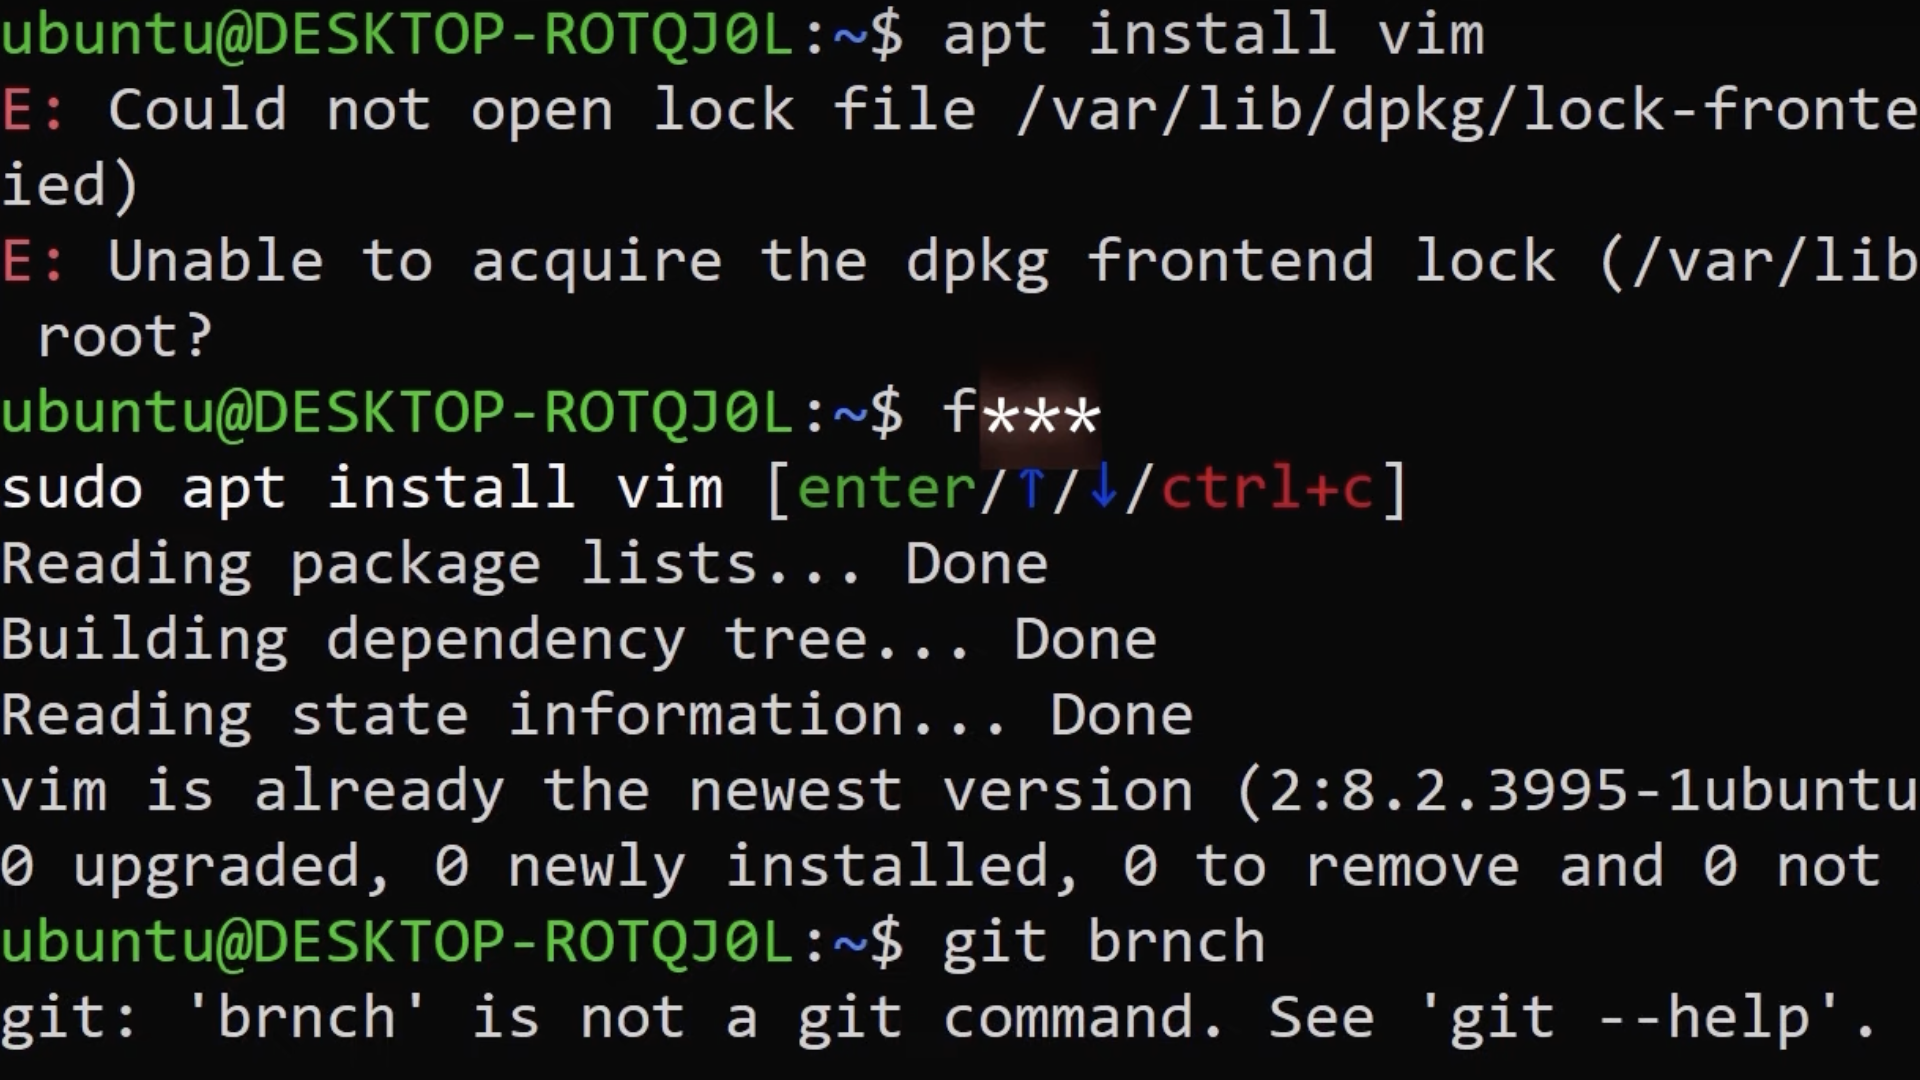 ubuntu@DESKTOP-ROTQJ0L:~$ apt install vim
E: Could not open lock file /var/lib/dpkg/lock-fronte
ied)
E: Unable to acquire the dpkg frontend lock (/var/lib
root?
ubuntu@DESKTOP-ROTQJ0L:~$ f***
sudo apt install vim [enter/↑/↓/ctrl+c]
Reading package lists... Done
Building dependency tree... Done
Reading state information... Done
vim is already the newest version (2:8.2.3995-1ubuntu
0 upgraded, 0 newly installed, 0 to remove and 0 not
ubuntu@DESKTOP-ROTQJ0L:~$ git brnch
git: 'brnch' is not a git command. See 'git --help'.